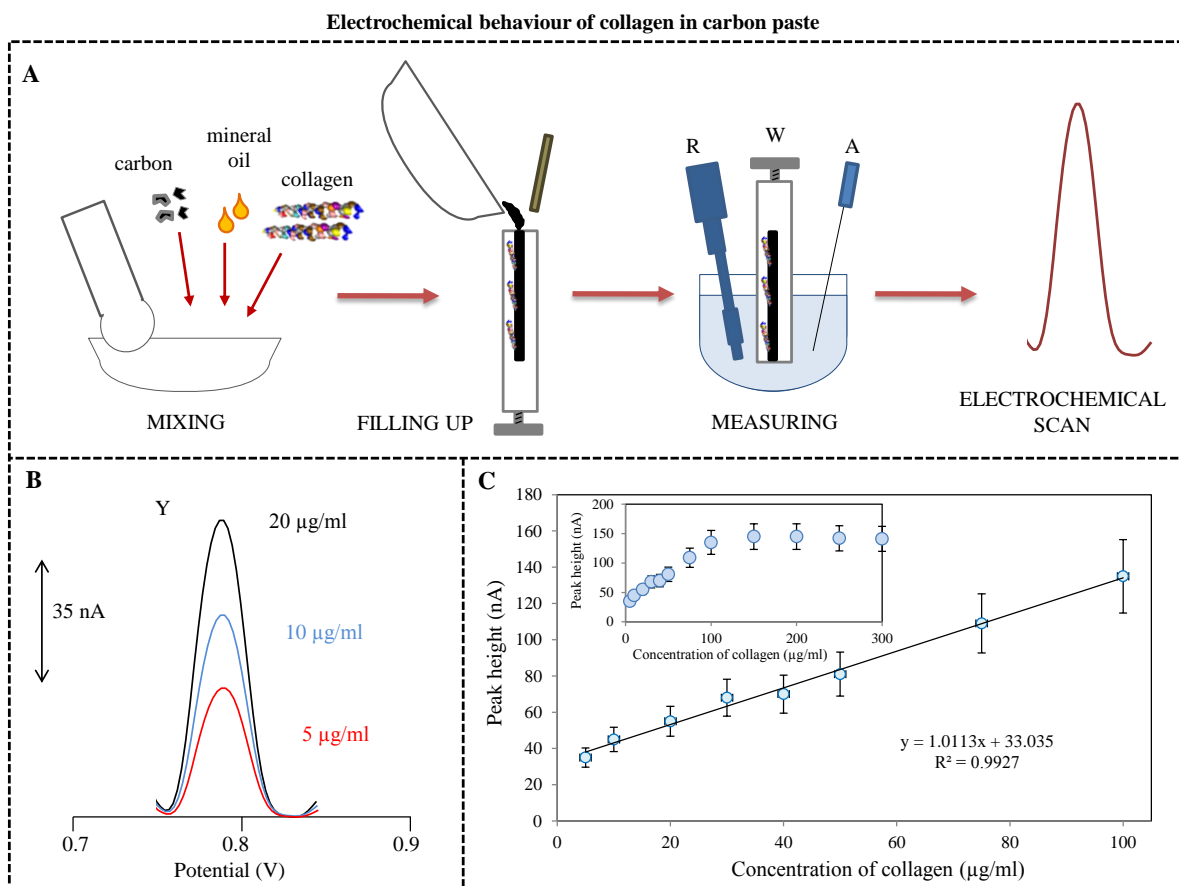 Electrochemical behaviour of collagen in carbon paste
A
carbon
mineral
oil
collagen
R
W
A
MIXING
FILLING UP
MEASURING
ELECTROCHEMICAL
SCAN
B
Y
20 µg/ml
35 nA
10 µg/ml
5 µg/ml
0.7
0.8
0.9
Potential (V)
C
180
160
140
120
100
80
60
40
20
0
Peak height (nA)
200
150
100
50
0
Peak height (nA)
0
100
200
300
Concentration of collagen (µg/ml)
y = 1.0113x + 33.035
R² = 0.9927
0
20
40
60
80
100
Concentration of collagen (µg/ml)